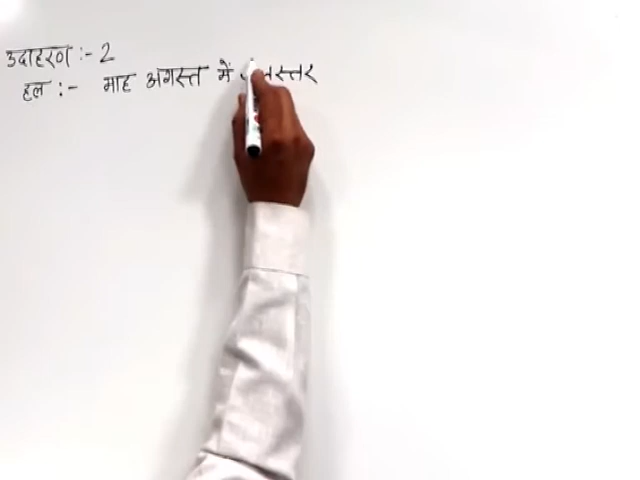 उदाहरण :- 2
हल :- माह अगस्त में